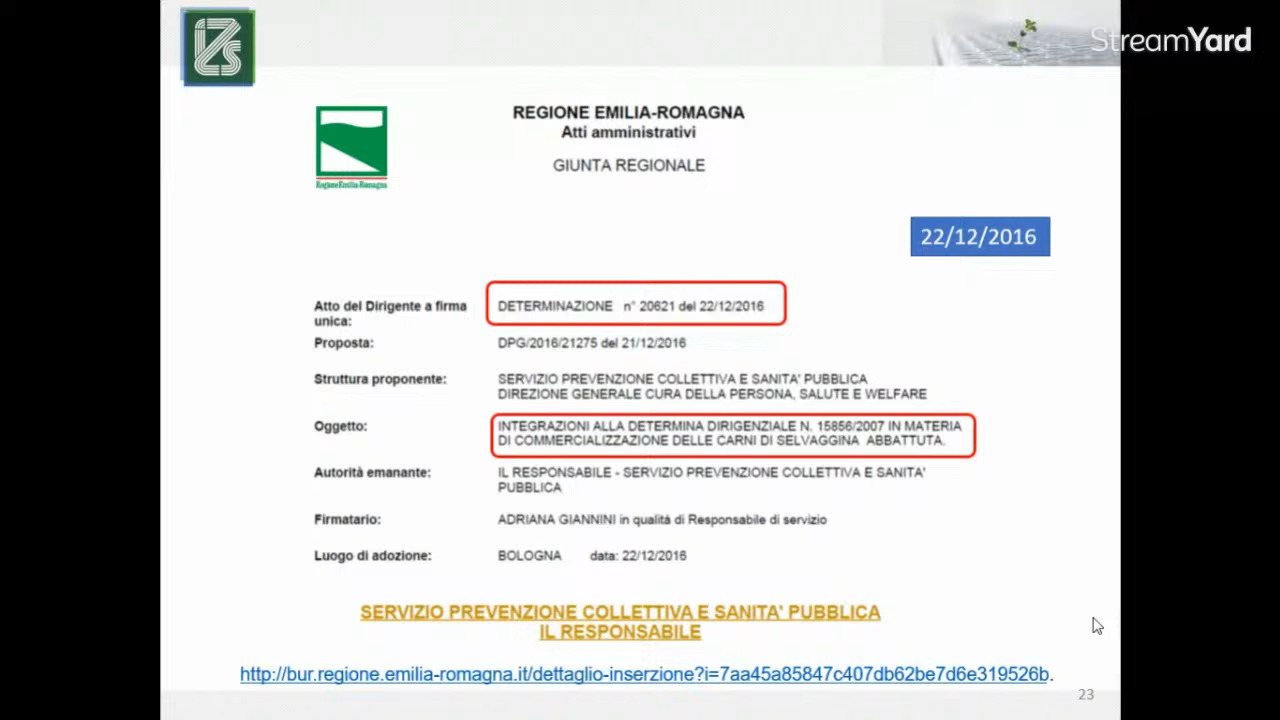 StreamYard
IZS
REGIONE EMILIA-ROMAGNA
Atti amministrativi
GIUNTA REGIONALE
RegioneEmilia-Romagna
22/12/2016
Atto del Dirigente a firma unica:
DETERMINAZIONE n° 20621 del 22/12/2016
Proposta:
DPG/2016/21275 del 21/12/2016
Struttura proponente:
SERVIZIO PREVENZIONE COLLETTIVA E SANITA' PUBBLICA
DIREZIONE GENERALE CURA DELLA PERSONA, SALUTE E WELFARE
Oggetto:
INTEGRAZIONI ALLA DETERMINA DIRIGENZIALE N. 15856/2007 IN MATERIA
DI COMMERCIALIZZAZIONE DELLE CARNI DI SELVAGGINA ABBATTUTA.
Autorità emanante:
IL RESPONSABILE - SERVIZIO PREVENZIONE COLLETTIVA E SANITA'
PUBBLICA
Firmatario:
ADRIANA GIANNINI in qualità di Responsabile di servizio
Luogo di adozione:
BOLOGNA data: 22/12/2016
SERVIZIO PREVENZIONE COLLETTIVA E SANITA' PUBBLICA
IL RESPONSABILE
http://bur.regione.emilia-romagna.it/dettaglio-inserzione?i=7aa45a85847c407db62be7d6e319526b.
23